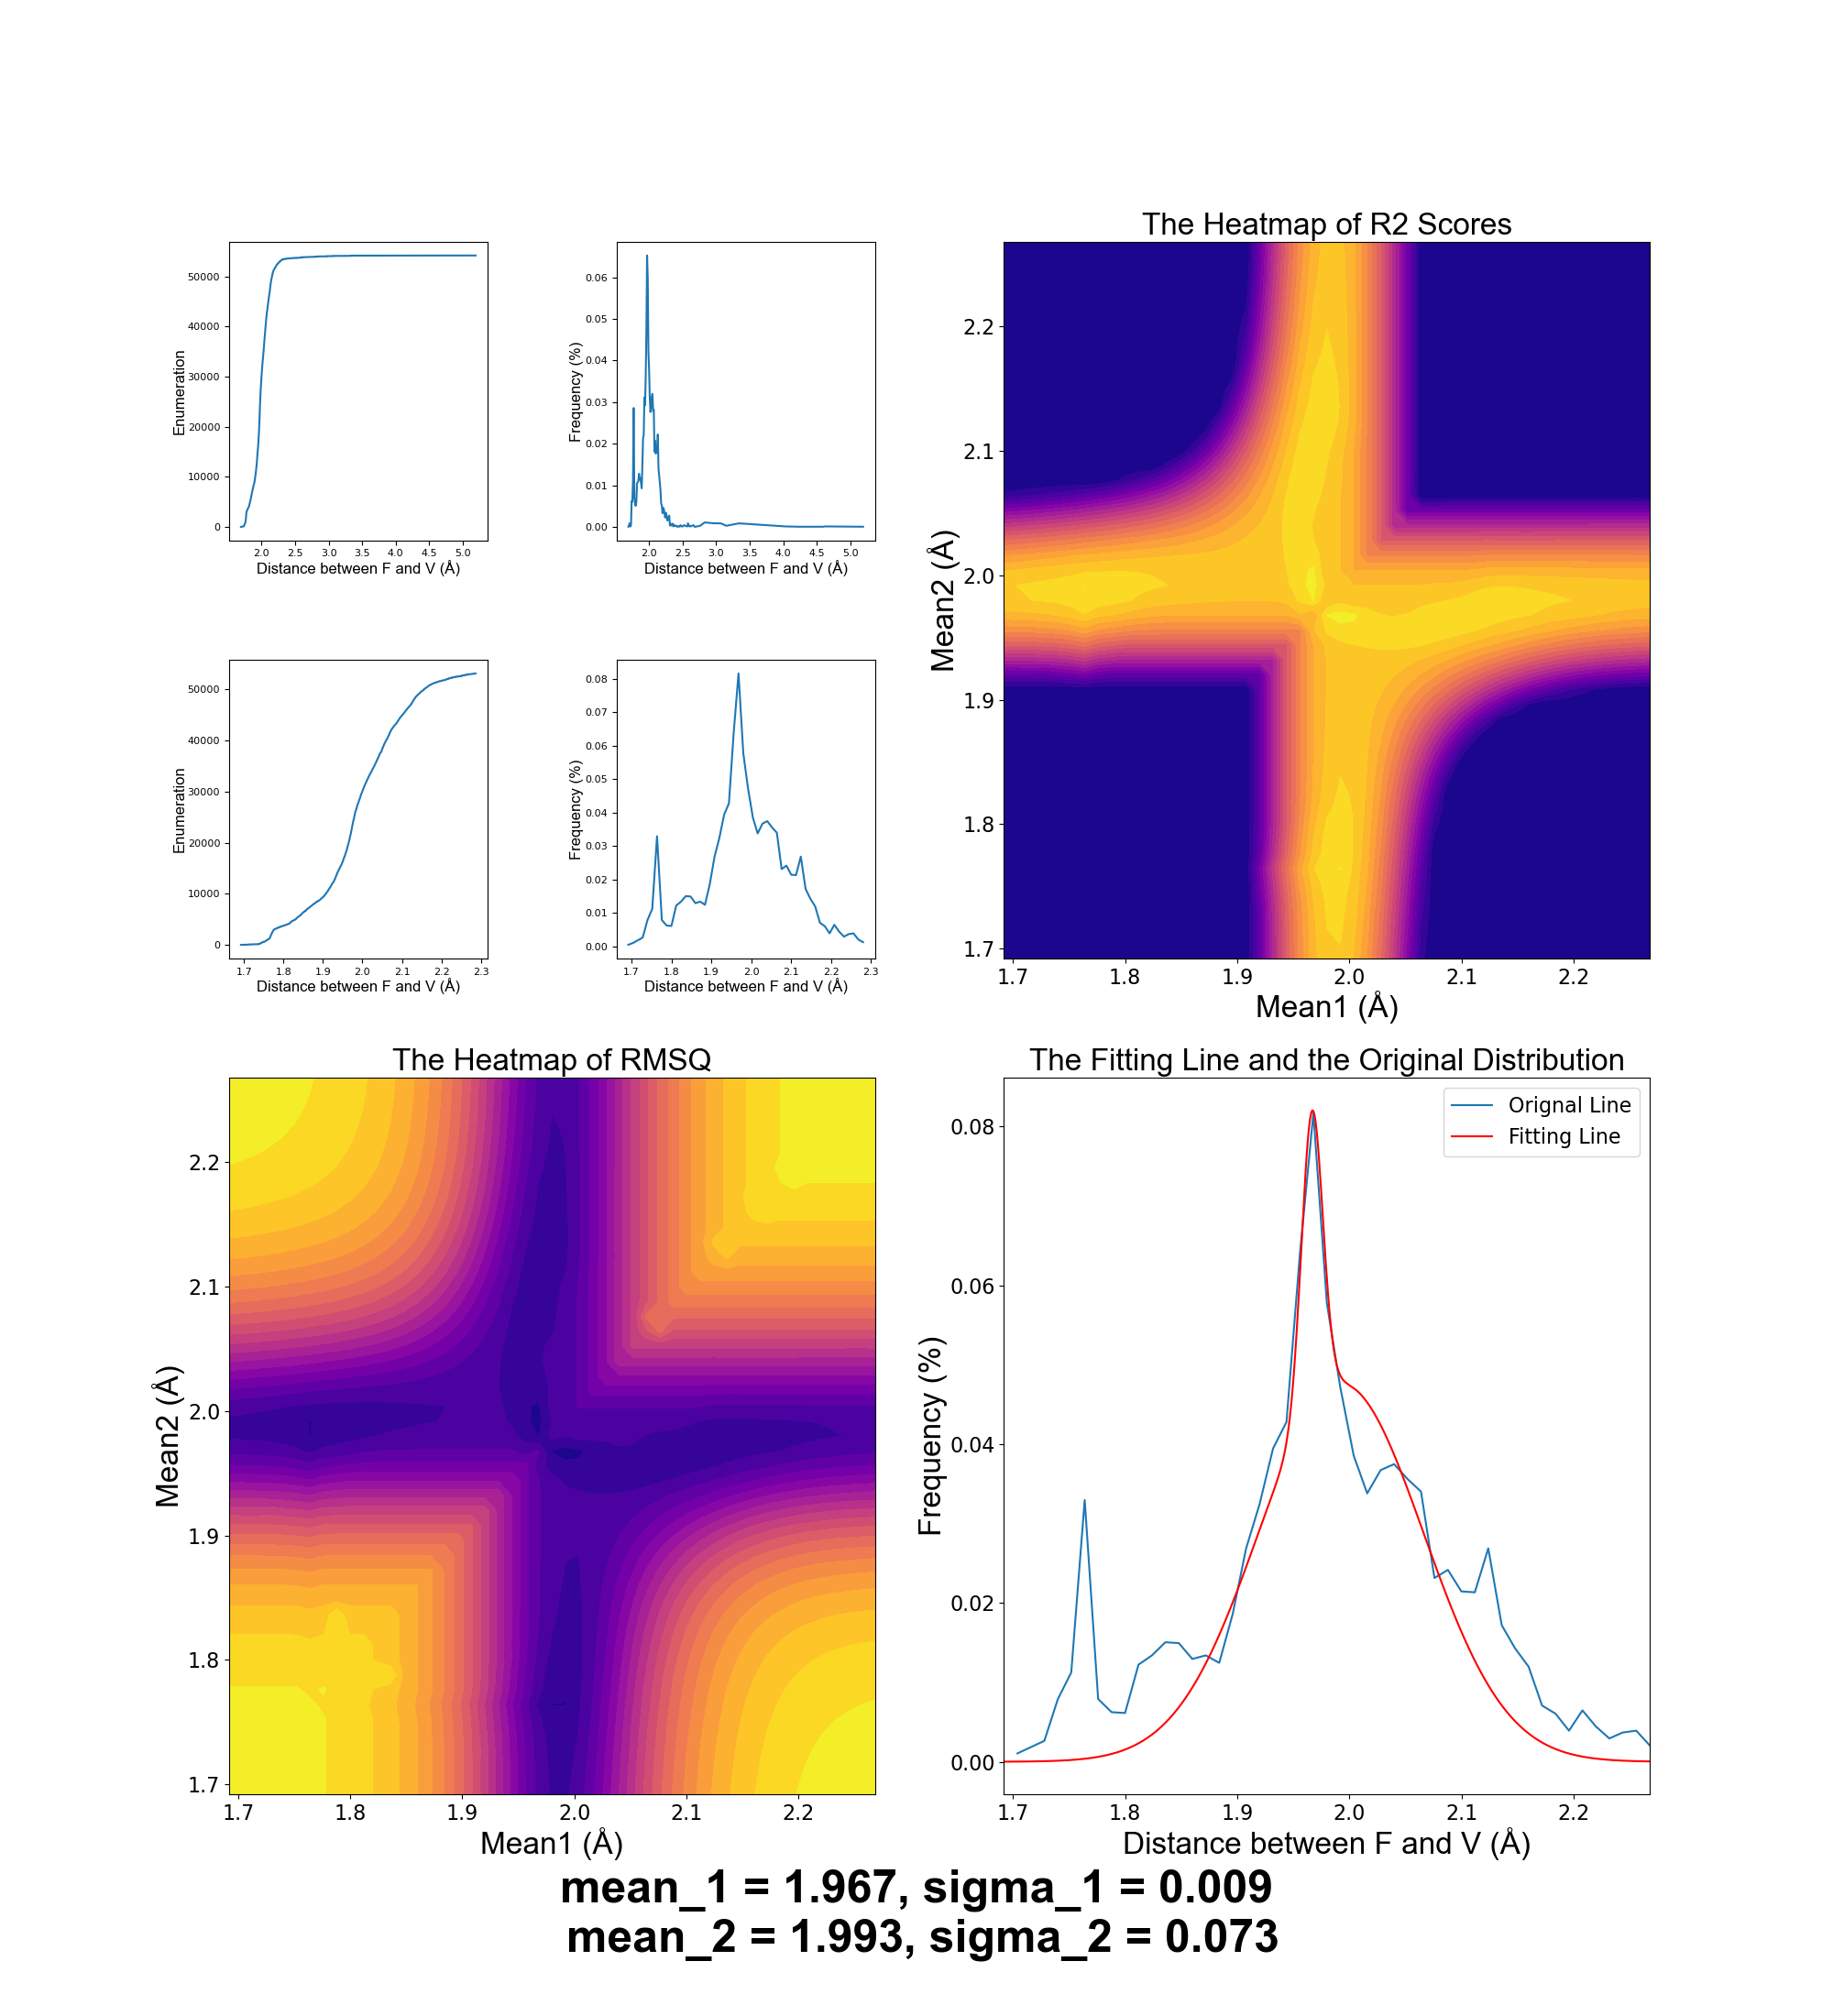 The Heatmap of R2 Scores
Enumeration
50000
40000
30000
20000
10000
0
2.0 2.5 3.0 3.5 4.0 4.5 5.0
Distance between F and V (Å)
Frequency (%)
0.06
0.05
0.04
0.03
0.02
0.01
0.00
2.0 2.5 3.0 3.5 4.0 4.5 5.0
Distance between F and V (Å)
Enumeration
50000
40000
30000
20000
10000
0
1.7 1.8 1.9 2.0 2.1 2.2 2.3
Distance between F and V (Å)
Frequency (%)
0.08
0.07
0.06
0.05
0.04
0.03
0.02
0.01
0.00
1.7 1.8 1.9 2.0 2.1 2.2 2.3
Distance between F and V (Å)
Mean2 (Å)
2.2
2.1
2.0
1.9
1.8
1.7
1.7 1.8 1.9 2.0 2.1 2.2
Mean1 (Å)
The Heatmap of RMSQ
Mean2 (Å)
2.2
2.1
2.0
1.9
1.8
1.7
1.7 1.8 1.9 2.0 2.1 2.2
Mean1 (Å)
The Fitting Line and the Original Distribution
Orignal Line
Fitting Line
Frequency (%)
0.08
0.06
0.04
0.02
0.00
1.7 1.8 1.9 2.0 2.1 2.2
Distance between F and V (Å)
mean_1 = 1.967, sigma_1 = 0.009
mean_2 = 1.993, sigma_2 = 0.073